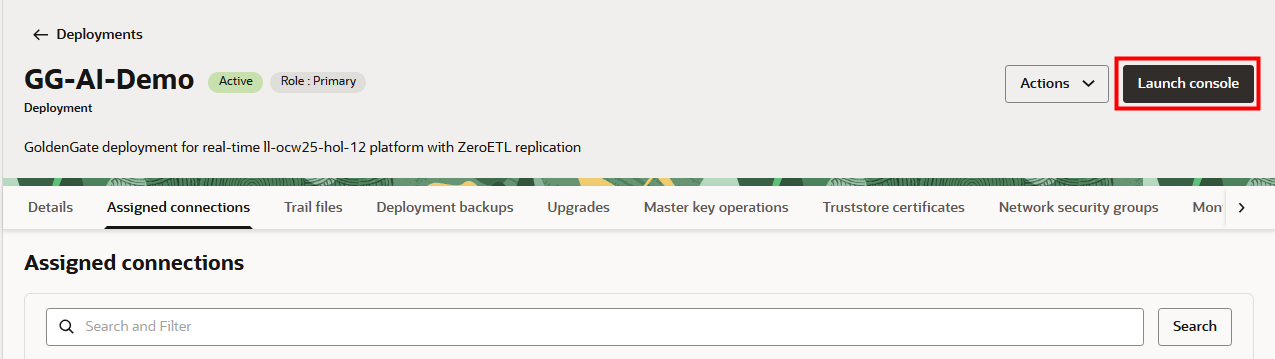 Deployments
GG-AI-Demo Active Role : Primary Actions Launch console
Deployment
GoldenGate deployment for real-time ll-ocw25-hol-12 platform with ZeroETL replication
Details Assigned connections Trail files Deployment backups Upgrades Master key operations Truststore certificates Network security groups Mon
Assigned connections
Search and Filter Search